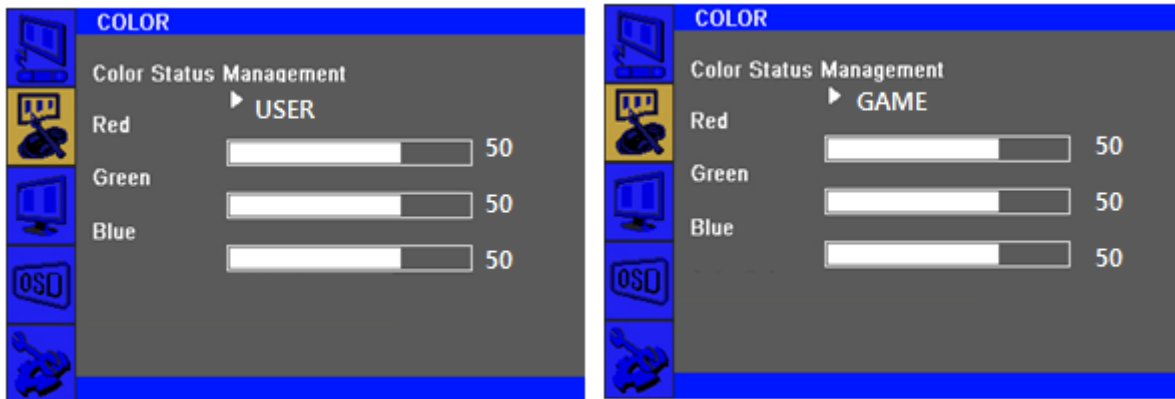 COLOR
Color Status Management
USER
Red
50
Green
50
Blue
50
OSD
COLOR
Color Status Management
GAME
Red
50
Green
50
Blue
50
OSD